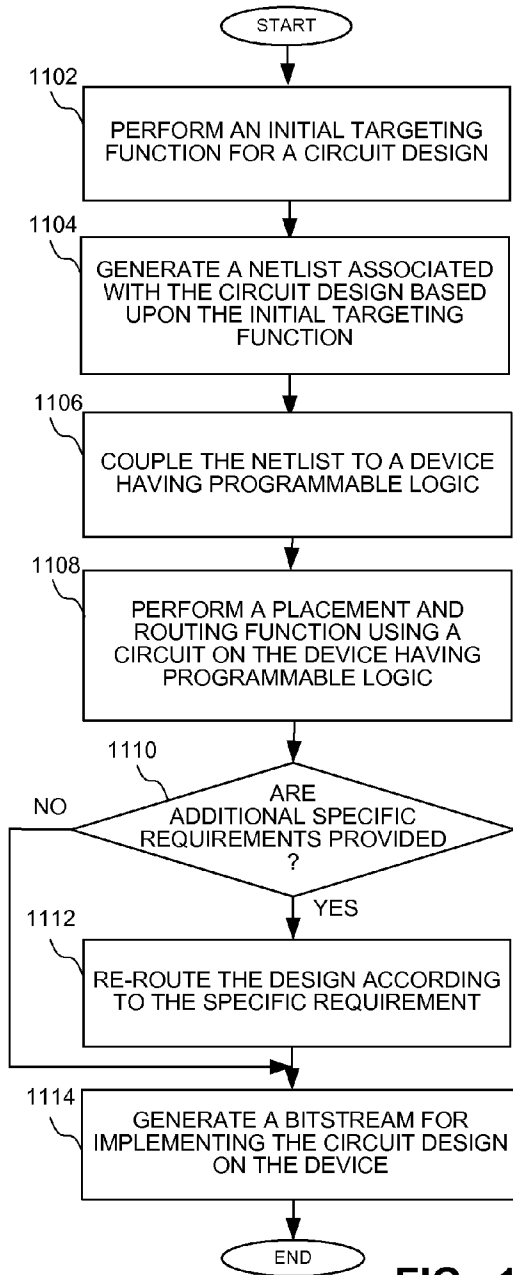 START
1102
PERFORM AN INITIAL TARGETING
FUNCTION FOR A CIRCUIT DESIGN
1104
GENERATE A NETLIST ASSOCIATED
WITH THE CIRCUIT DESIGN BASED
UPON THE INITIAL TARGETING
FUNCTION
1106
COUPLE THE NETLIST TO A DEVICE
HAVING PROGRAMMABLE LOGIC
1108
PERFORM A PLACEMENT AND
ROUTING FUNCTION USING A
CIRCUIT ON THE DEVICE HAVING
PROGRAMMABLE LOGIC
1110
NO
ARE
ADDITIONAL SPECIFIC
REQUIREMENTS PROVIDED
?
YES
1112
RE-ROUTE THE DESIGN ACCORDING
TO THE SPECIFIC REQUIREMENT
1114
GENERATE A BITSTREAM FOR
IMPLEMENTING THE CIRCUIT DESIGN
ON THE DEVICE
END
FIG. 1